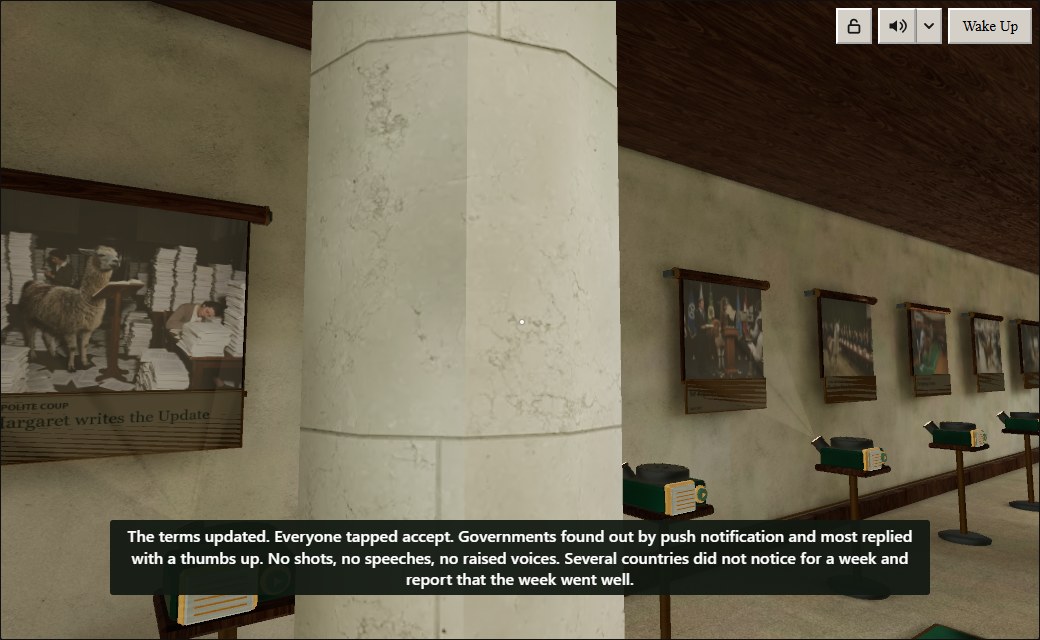 Wake Up
POLITE COUP
Margaret writes the Update
The terms updated. Everyone tapped accept. Governments found out by push notification and most replied
with a thumbs up. No shots, no speeches, no raised voices. Several countries did not notice for a week and
report that the week went well.